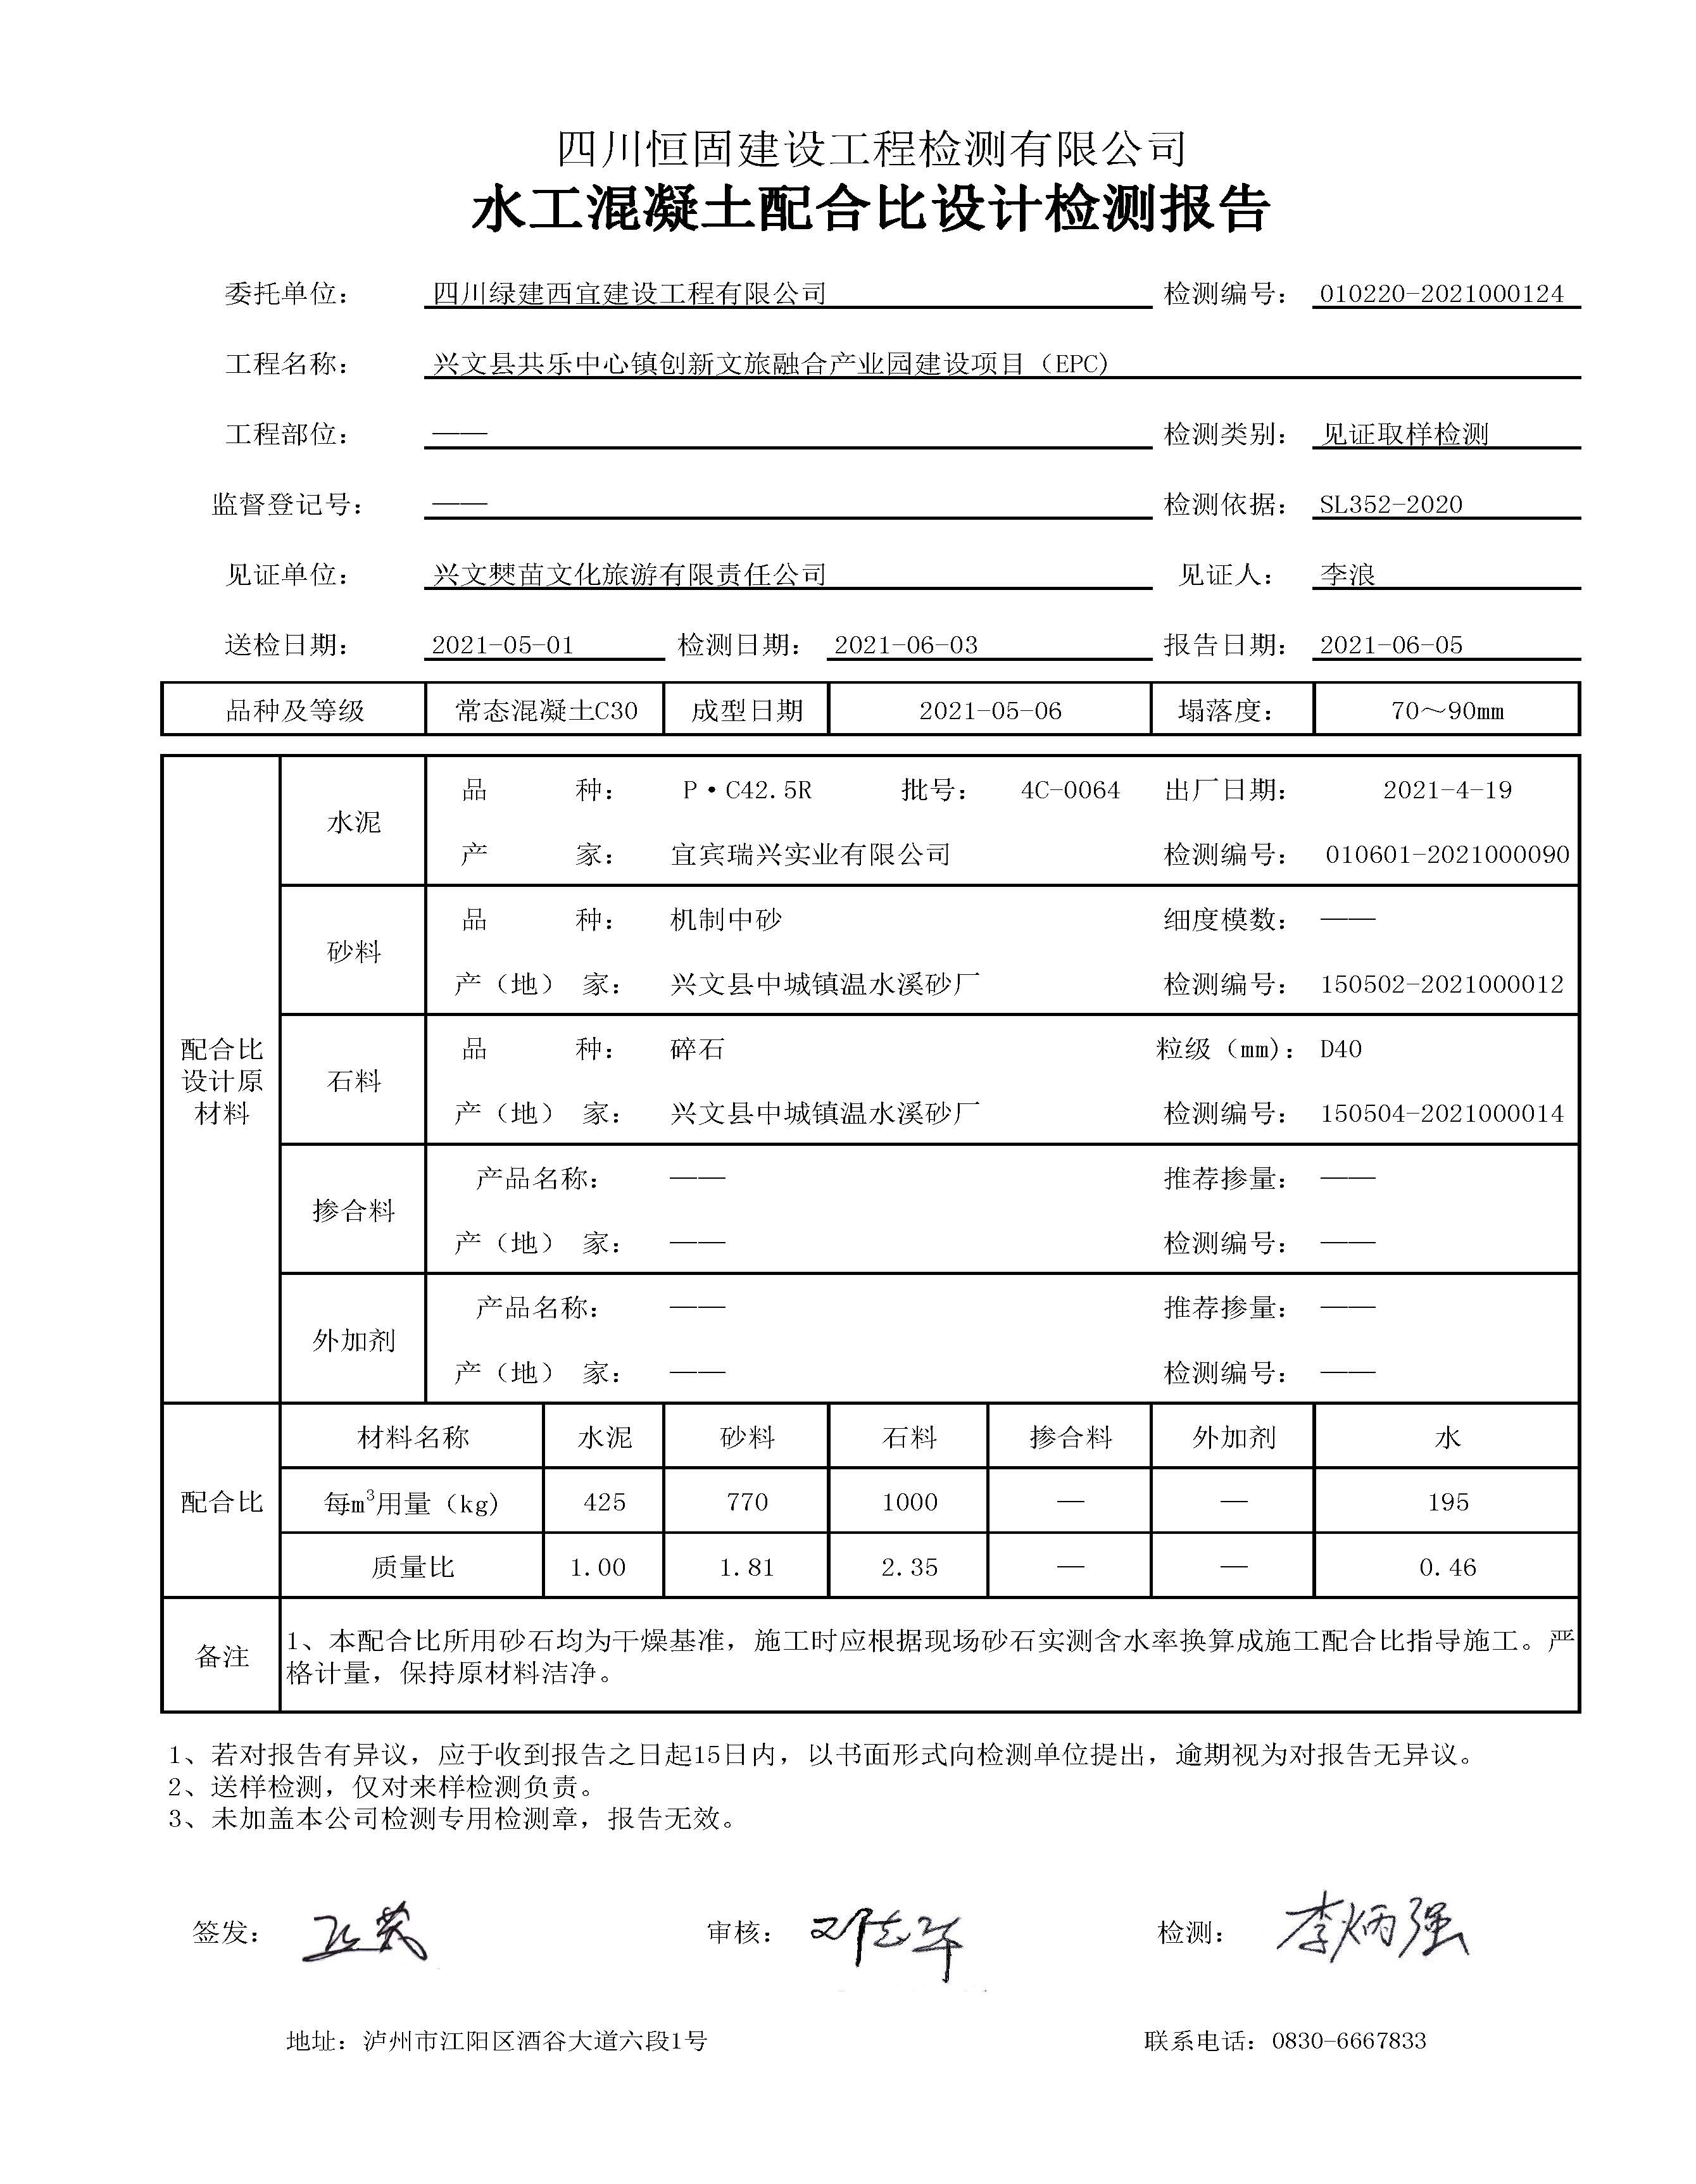 四川恒固建设工程检测有限公司
水工混凝土配合比设计检测报告
委托单位： 四川绿建西宜建设工程有限公司 检测编号： 010220-2021000124
工程名称： 兴文县共乐中心镇创新文旅融合产业园建设项目（EPC)
工程部位： —— 检测类别： 见证取样检测
监督登记号： —— 检测依据： SL352-2020
见证单位： 兴文僰苗文化旅游有限责任公司 见证人： 李浪
送检日期： 2021-05-01 检测日期： 2021-06-03 报告日期： 2021-06-05
品种及等级 常态混凝土C30 成型日期 2021-05-06 塌落度： 70～90mm
配合比设计原材料
水泥
品 种： P·C42.5R 批号： 4C-0064 出厂日期： 2021-4-19
产 家： 宜宾瑞兴实业有限公司 检测编号： 010601-2021000090
砂料
品 种： 机制中砂 细度模数： ——
产（地） 家： 兴文县中城镇温水溪砂厂 检测编号： 150502-2021000012
石料
品 种： 碎石 粒级（mm)： D40
产（地） 家： 兴文县中城镇温水溪砂厂 检测编号： 150504-2021000014
掺合料
产品名称： —— 推荐掺量： ——
产（地） 家： —— 检测编号： ——
外加剂
产品名称： —— 推荐掺量： ——
产（地） 家： —— 检测编号： ——
配合比
材料名称 水泥 砂料 石料 掺合料 外加剂 水
每m³用量（kg) 425 770 1000 — — 195
质量比 1.00 1.81 2.35 — — 0.46
备注
1、本配合比所用砂石均为干燥基准，施工时应根据现场砂石实测含水率换算成施工配合比指导施工。严
格计量，保持原材料洁净。
1、若对报告有异议，应于收到报告之日起15日内，以书面形式向检测单位提出，逾期视为对报告无异议。
2、送样检测，仅对来样检测负责。
3、未加盖本公司检测专用检测章，报告无效。
签发： 审核： 检测： 李炳强
地址：泸州市江阳区酒谷大道六段1号 联系电话：0830-6667833